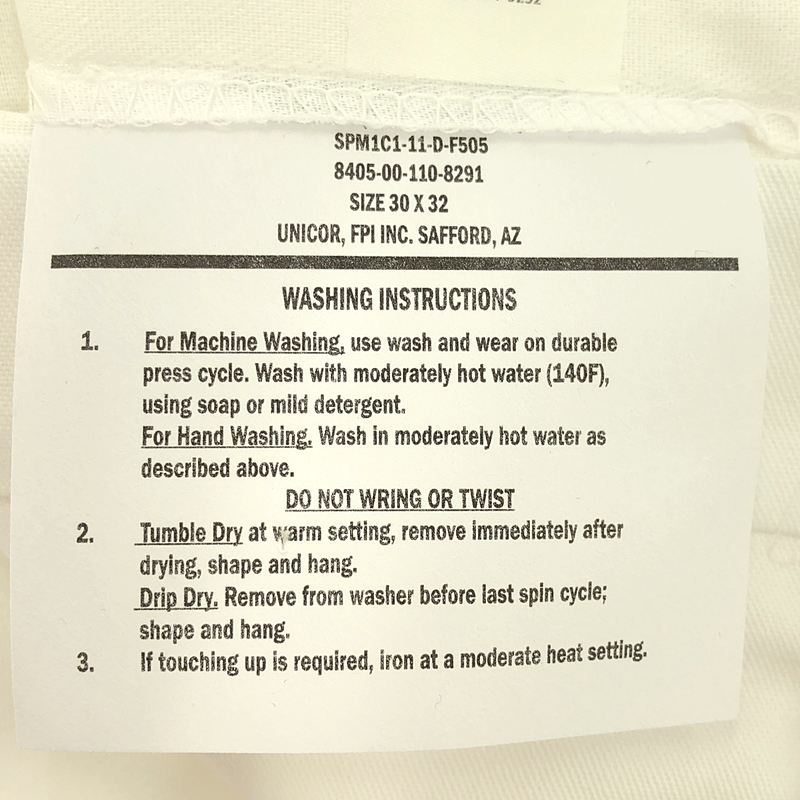 SPM1C1-11-D-F505
8405-00-110-8291
SIZE 30 X 32
UNICOR, FPI INC. SAFFORD, AZ
WASHING INSTRUCTIONS
1. For Machine Washing, use wash and wear on durable
press cycle. Wash with moderately hot water (140F),
using soap or mild detergent.
For Hand Washing. Wash in moderately hot water as
described above.
DO NOT WRING OR TWIST
2. Tumble Dry at warm setting, remove immediately after
drying, shape and hang.
Drip Dry. Remove from washer before last spin cycle;
shape and hang.
3. If touching up is required, iron at a moderate heat setting.